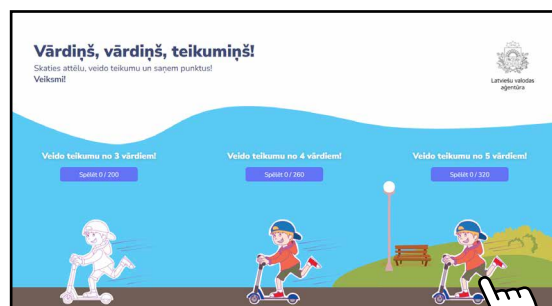 Vārdiņš, vārdiņš, teikumiņš!
Skaties attēlu, veido teikumu un saņem punktus!
Veiksmi!
Latviešu valodas
aģentūra
Veido teikumu no 3 vārdiem!
Spēlēt 0 / 200
Veido teikumu no 4 vārdiem!
Spēlēt 0 / 260
Veido teikumu no 5 vārdiem!
Spēlēt 0 / 320